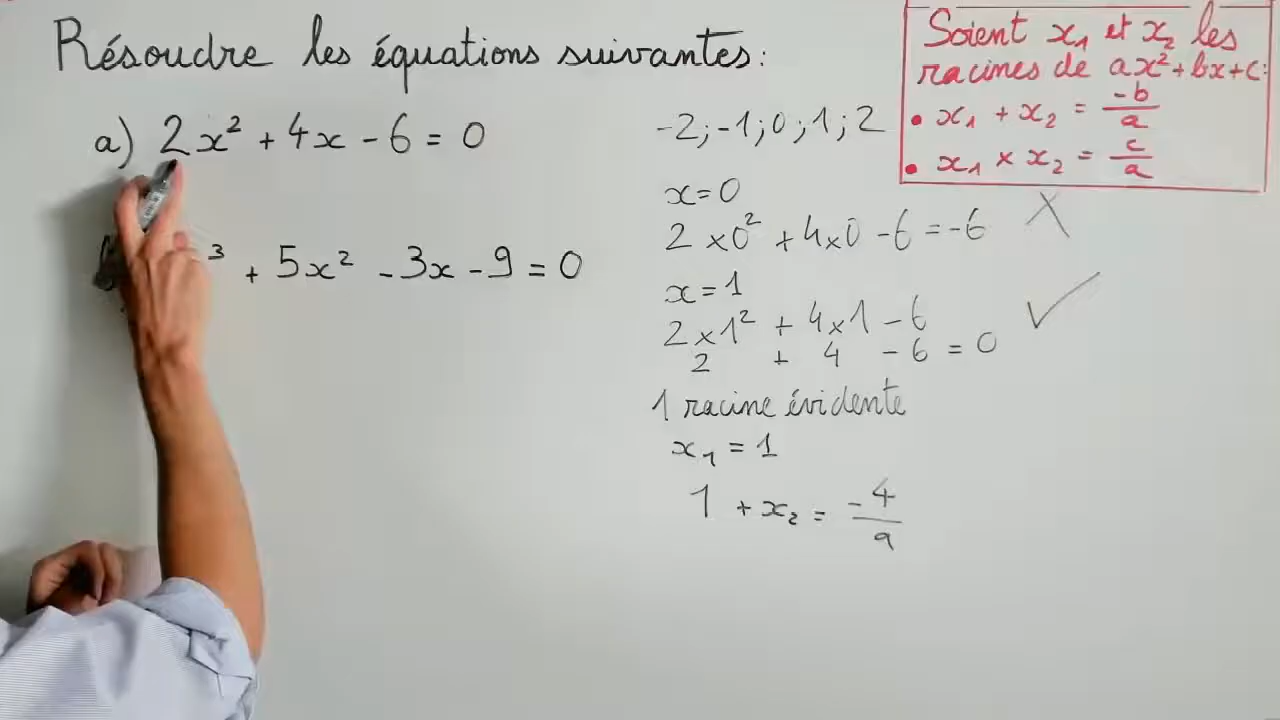 Résoudre les équations suivantes :
a) 2x² + 4x - 6 = 0
³ + 5x² - 3x - 9 = 0
-2 ; -1 ; 0 ; 1 ; 2
x = 0
2 × 0² + 4 × 0 - 6 = -6 ✗
x = 1
2 × 1² + 4 × 1 - 6 ✓
2 + 4 - 6 = 0
1 racine évidente
x₁ = 1
1 + x₂ = -4/a
Soient x₁ et x₂ les
racines de ax² + bx + c :
• x₁ + x₂ = -b/a
• x₁ × x₂ = c/a